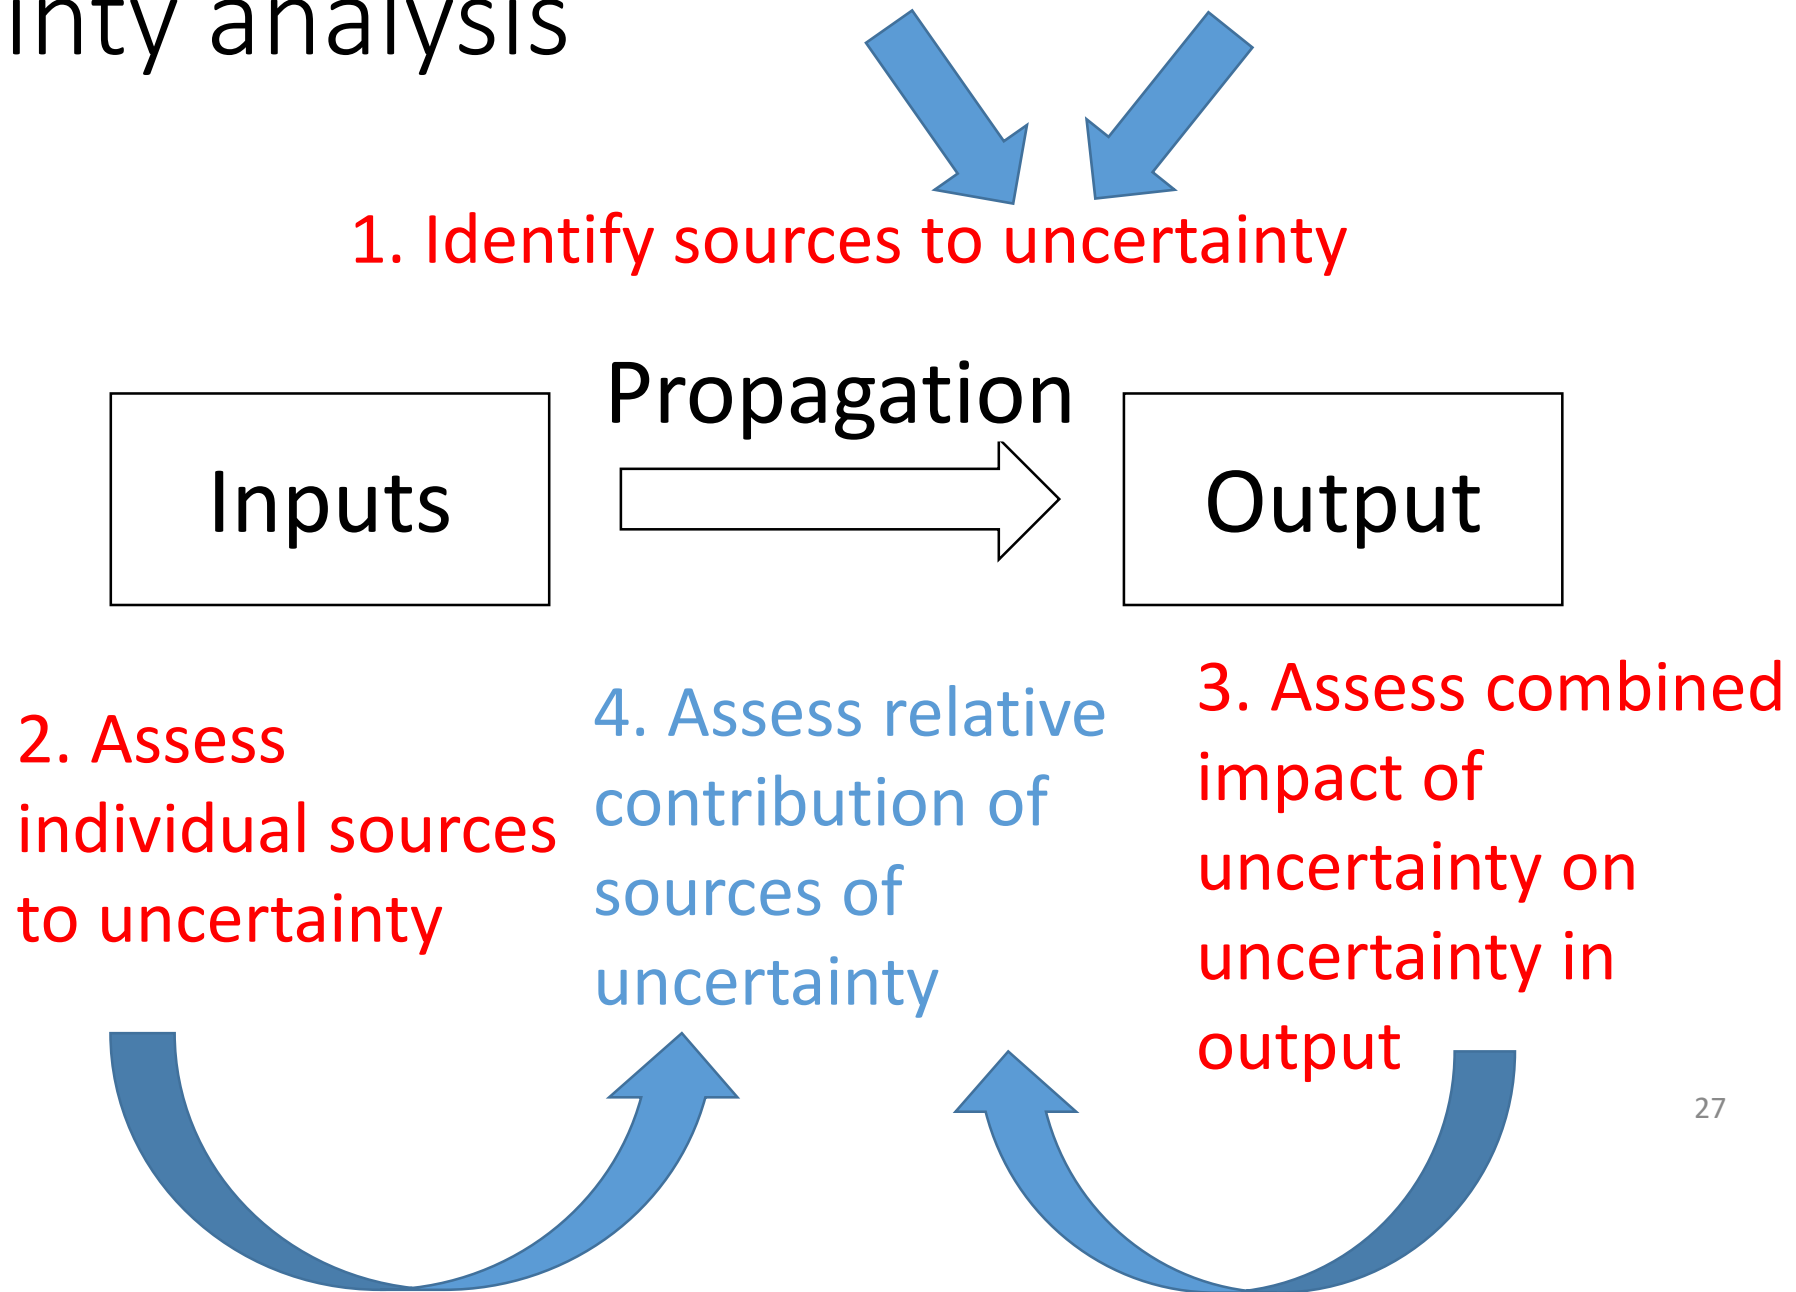 inty analysis
1. Identify sources to uncertainty
Propagation
Inputs
Output
2. Assess
individual sources
to uncertainty
4. Assess relative
contribution of
sources of
uncertainty
3. Assess combined
impact of
uncertainty on
uncertainty in
output
27